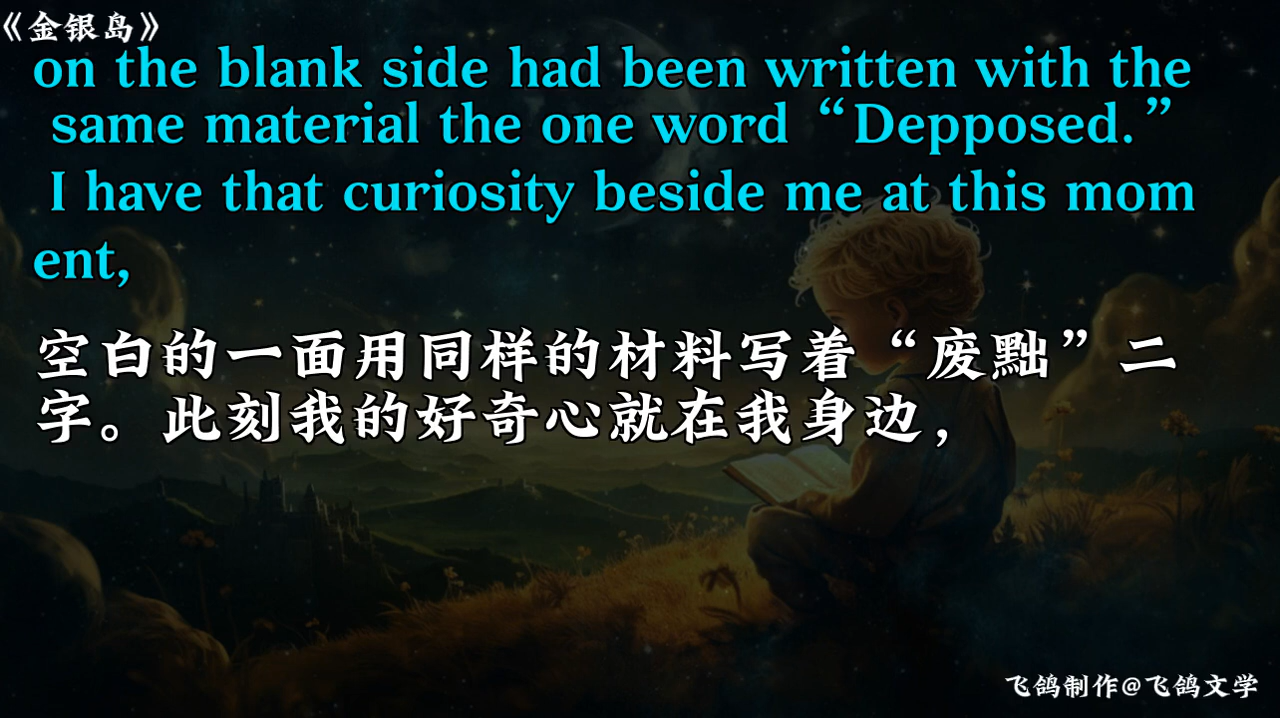 《金银岛》
on the blank side had been written with the
same material the one word “Depposed.”
I have that curiosity beside me at this mom
ent,
空白的一面用同样的材料写着“废黜”二
字。此刻我的好奇心就在我身边，
飞鸽制作@飞鸽文学